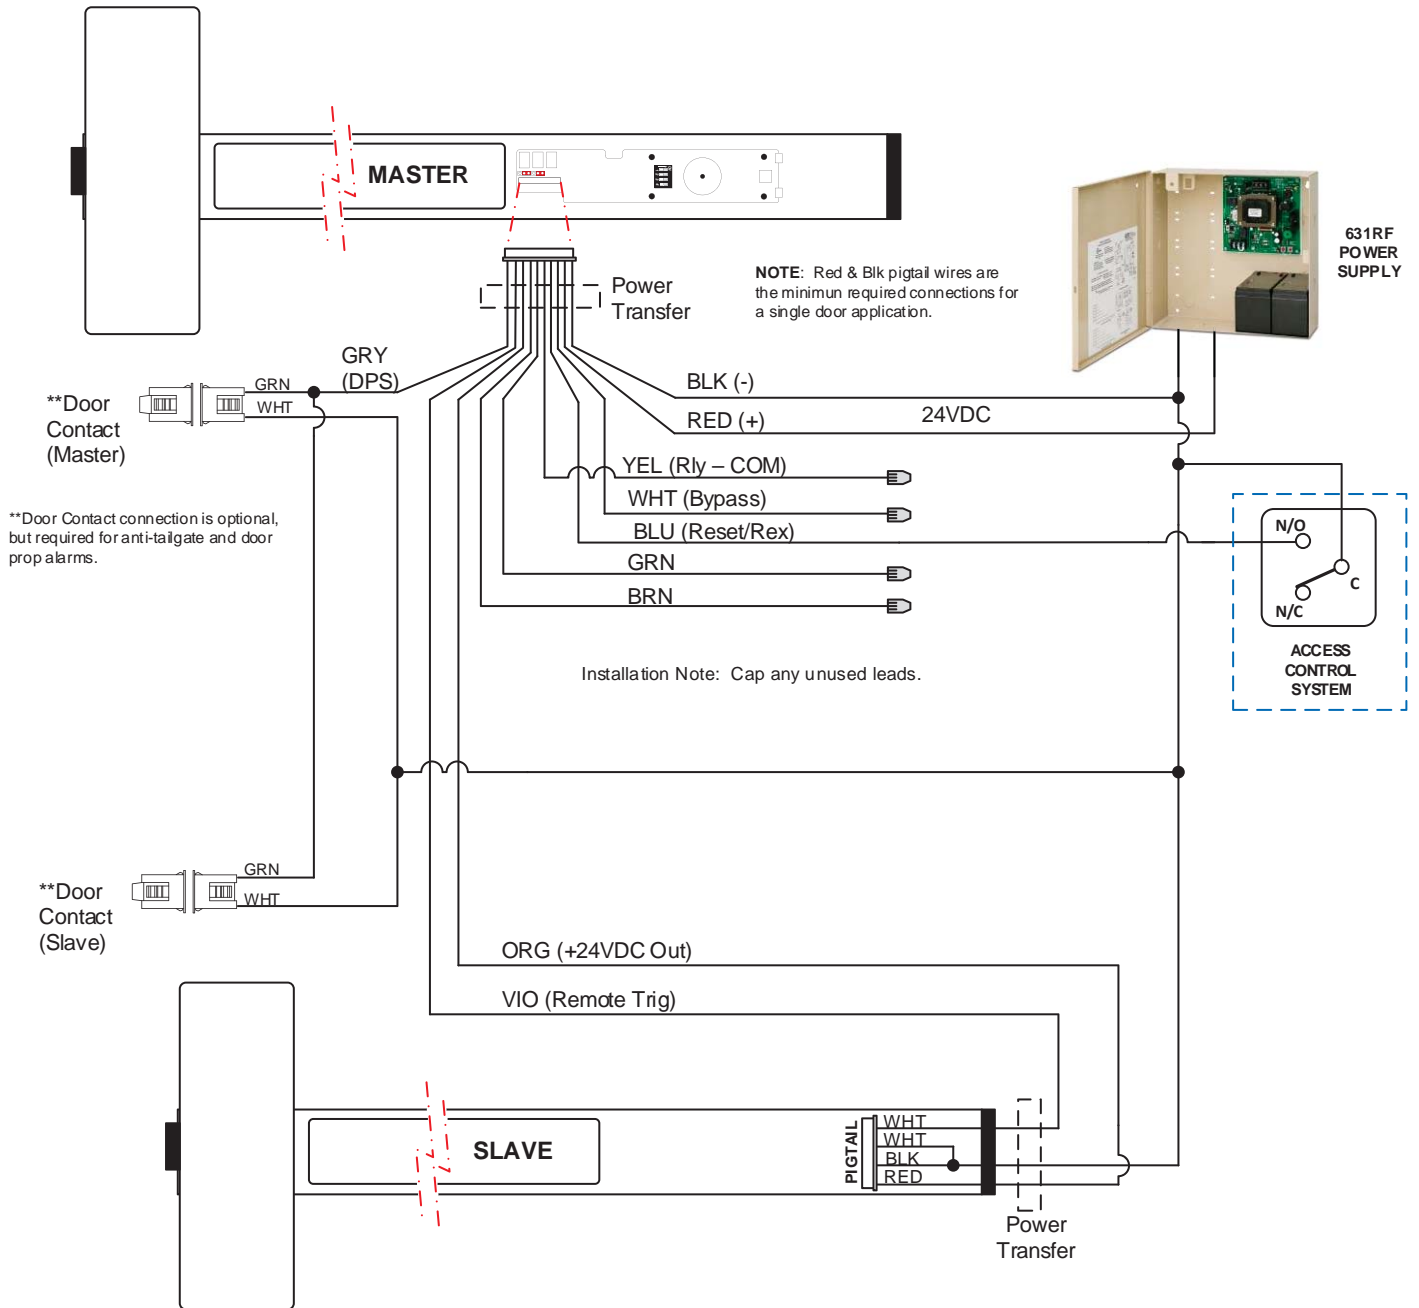 MASTER
631RF
POWER
SUPPLY
NOTE: Red & Blk pigtail wires are
the minimun required connections for
a single door application.
Power
Transfer
GRY
(DPS)
GRN
WHT
**Door
Contact
(Master)
BLK (-)
RED (+)
24VDC
YEL (Rly – COM)
WHT (Bypass)
BLU (Reset/Rex)
GRN
BRN
**Door Contact connection is optional,
but required for anti-tailgate and door
prop alarms.
N/O
C
N/C
ACCESS
CONTROL
SYSTEM
Installation Note: Cap any unused leads.
GRN
WHT
**Door
Contact
(Slave)
ORG (+24VDC Out)
VIO (Remote Trig)
SLAVE
PIGTAIL
WHT
WHT
BLK
RED
Power
Transfer